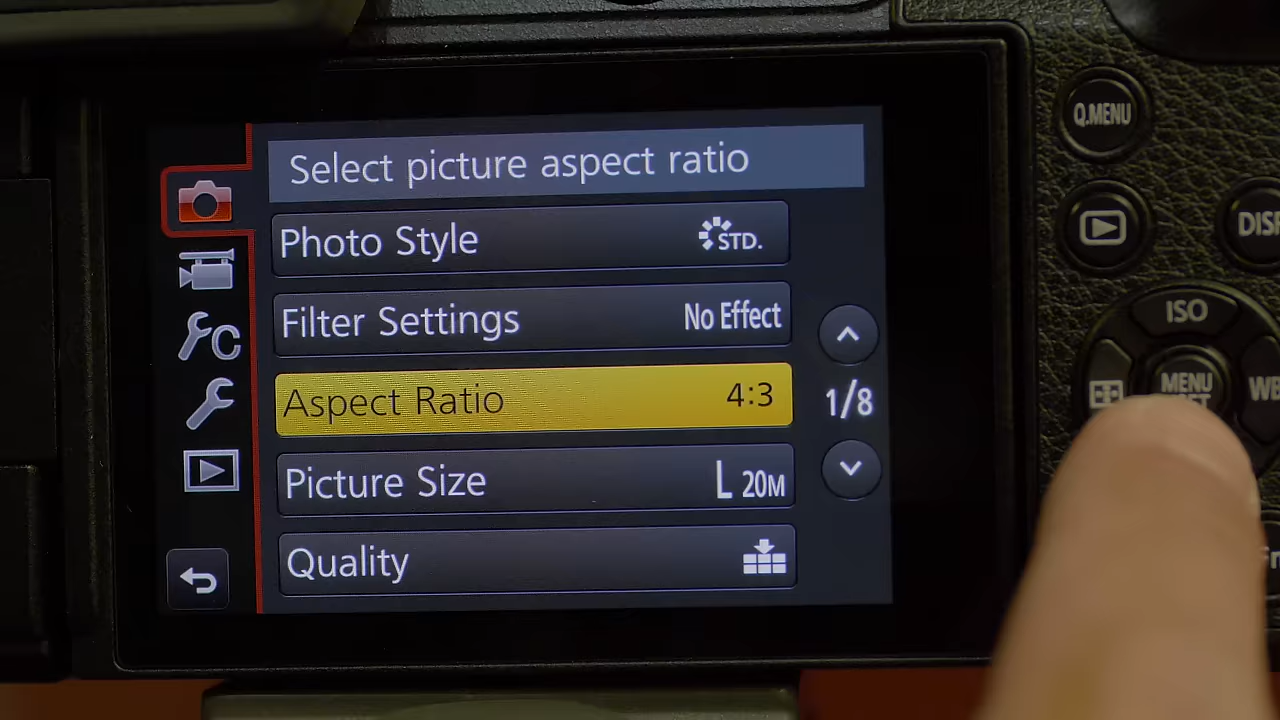 Select picture aspect ratio
Photo Style STD.
Filter Settings No Effect
Aspect Ratio 4:3
Picture Size L 20M
Quality
C
1/8
Q.MENU
ISO
MENU